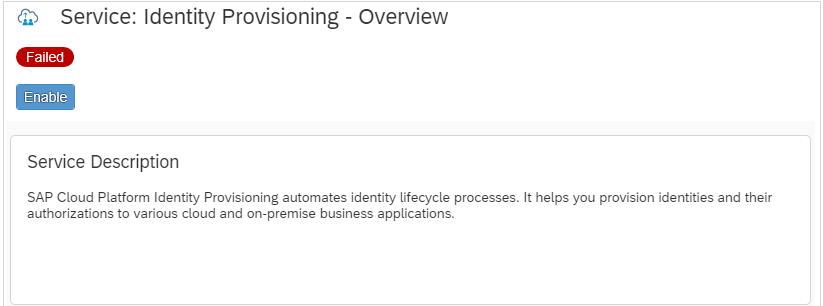 Service: Identity Provisioning - Overview
Failed
Enable
Service Description
SAP Cloud Platform Identity Provisioning automates identity lifecycle processes. It helps you provision identities and their
authorizations to various cloud and on-premise business applications.